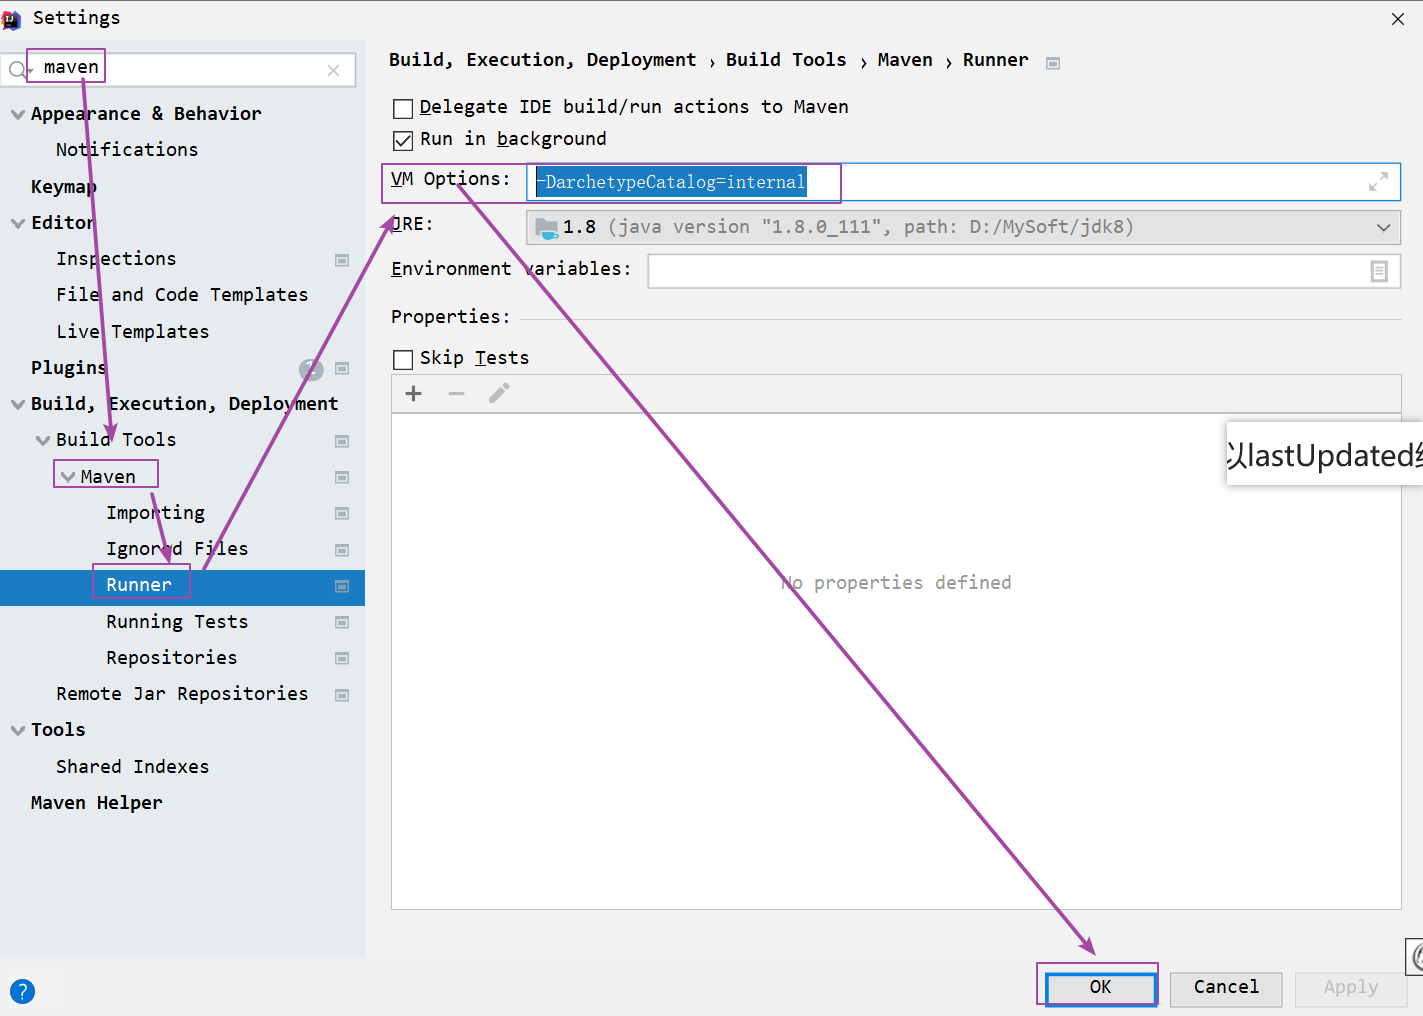 Settings
maven
Appearance & Behavior
Notifications
Keymap
Editor
Inspections
File and Code Templates
Live Templates
Plugins
Build, Execution, Deployment
Build Tools
Maven
Importing
Ignored Files
Runner
Running Tests
Repositories
Remote Jar Repositories
Tools
Shared Indexes
Maven Helper
Build, Execution, Deployment › Build Tools › Maven › Runner
Delegate IDE build/run actions to Maven
Run in background
VM Options: -DarchetypeCatalog=internal
JRE: 1.8 (java version "1.8.0_111", path: D:/MySoft/jdk8)
Environment variables:
Properties:
Skip Tests
No properties defined
以lastUpdated
?
OK
Cancel
Apply